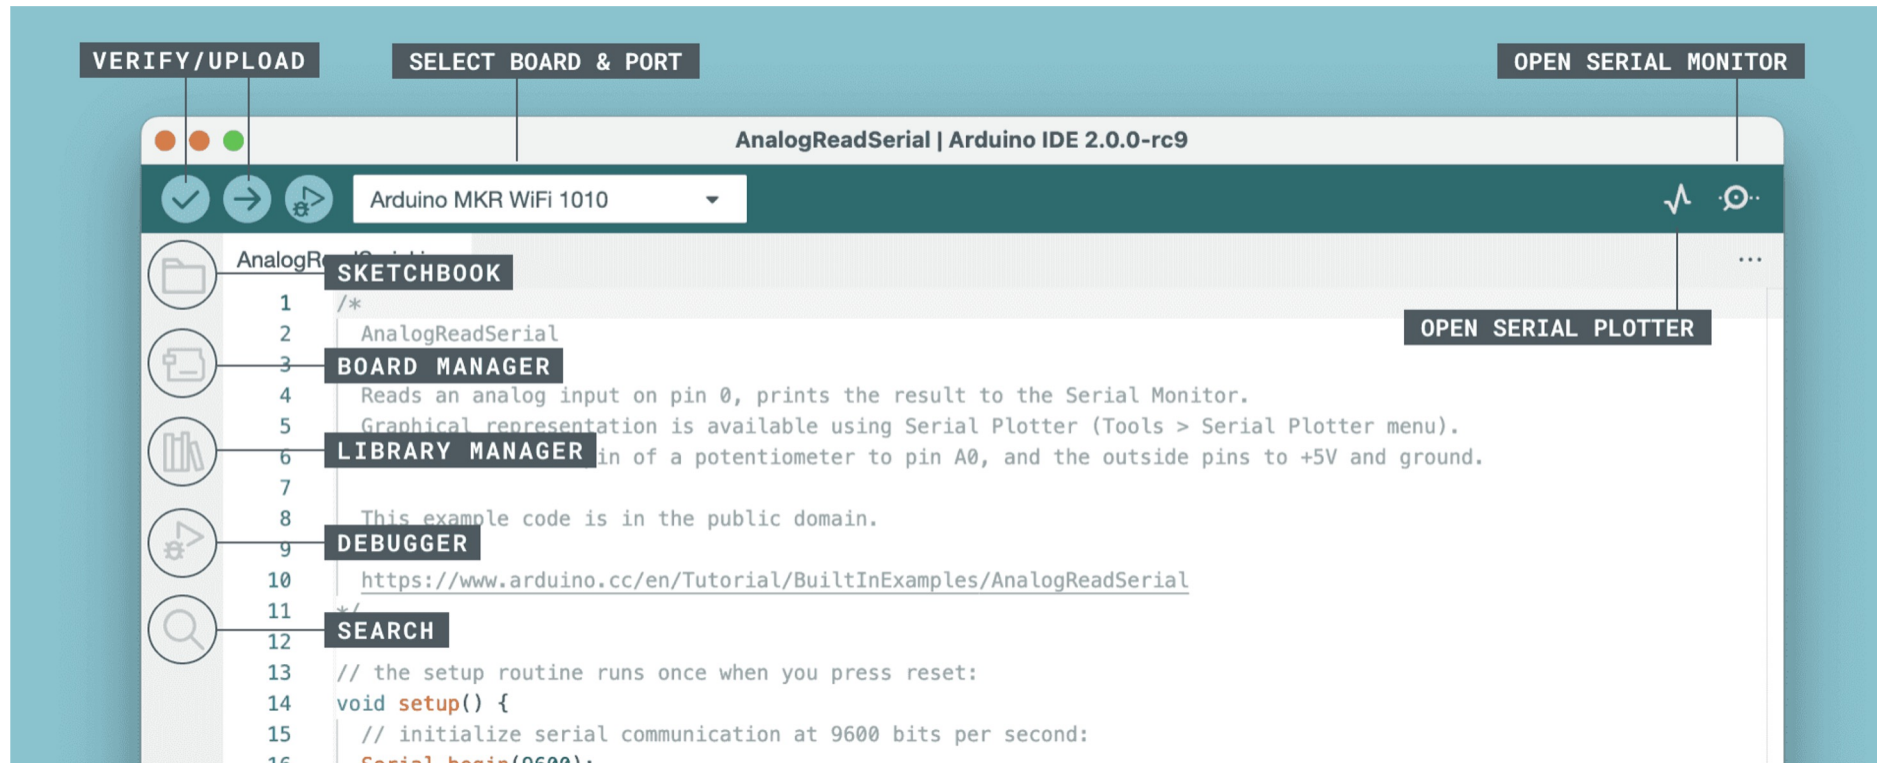 VERIFY/UPLOAD
SELECT BOARD & PORT
OPEN SERIAL MONITOR
AnalogReadSerial | Arduino IDE 2.0.0-rc9
Arduino MKR WiFi 1010
SKETCHBOOK
1 /*
OPEN SERIAL PLOTTER
2 AnalogReadSerial
3
BOARD MANAGER
4 Reads an analog input on pin 0, prints the result to the Serial Monitor.
5 Graphical representation is available using Serial Plotter (Tools > Serial Plotter menu).
LIBRARY MANAGER
6 of a potentiometer to pin A0, and the outside pins to +5V and ground.
7
8 This example code is in the public domain.
DEBUGGER
9
10 https://www.arduino.cc/en/Tutorial/BuiltInExamples/AnalogReadSerial
11 */
SEARCH
12
13 // the setup routine runs once when you press reset:
14 void setup() {
15 // initialize serial communication at 9600 bits per second:
16 Serial.begin(9600);